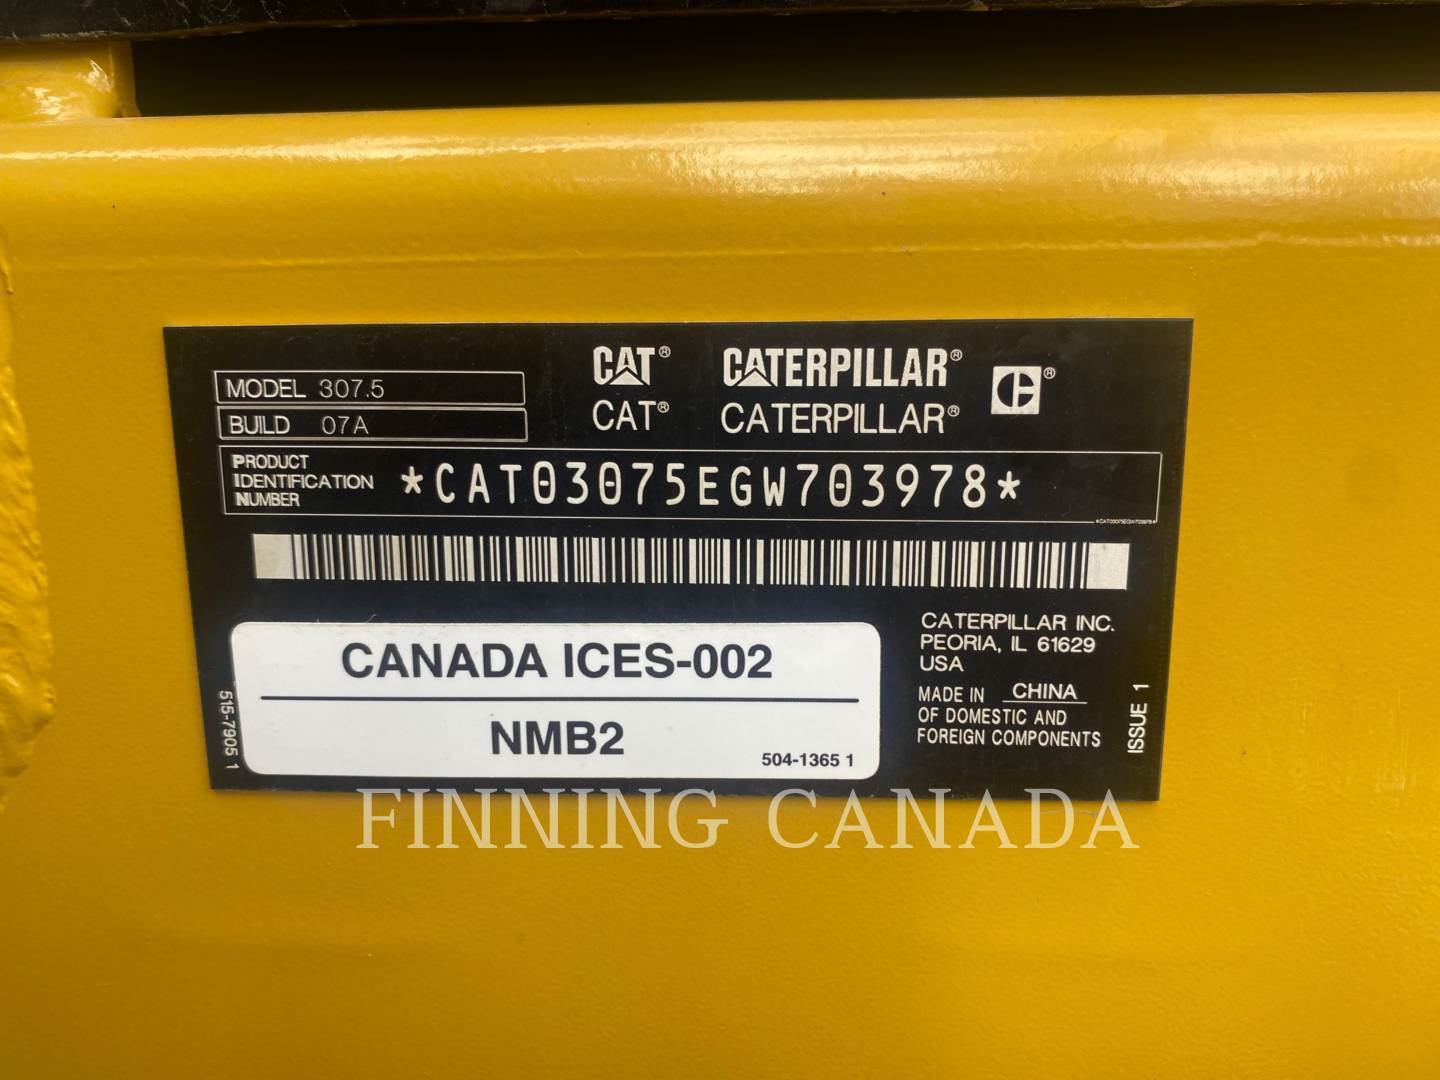 CAT® CATERPILLAR® C®
CAT® CATERPILLAR®
MODEL 307.5
BUILD 07A
PRODUCT
IDENTIFICATION
NUMBER
*CAT03075EGW703978*
*CAT03075EGW703978*
CANADA ICES-002
NMB2
504-1365 1
515-7905 1
CATERPILLAR INC.
PEORIA, IL 61629
USA
MADE IN CHINA
OF DOMESTIC AND
FOREIGN COMPONENTS
ISSUE 1
FINNING CANADA